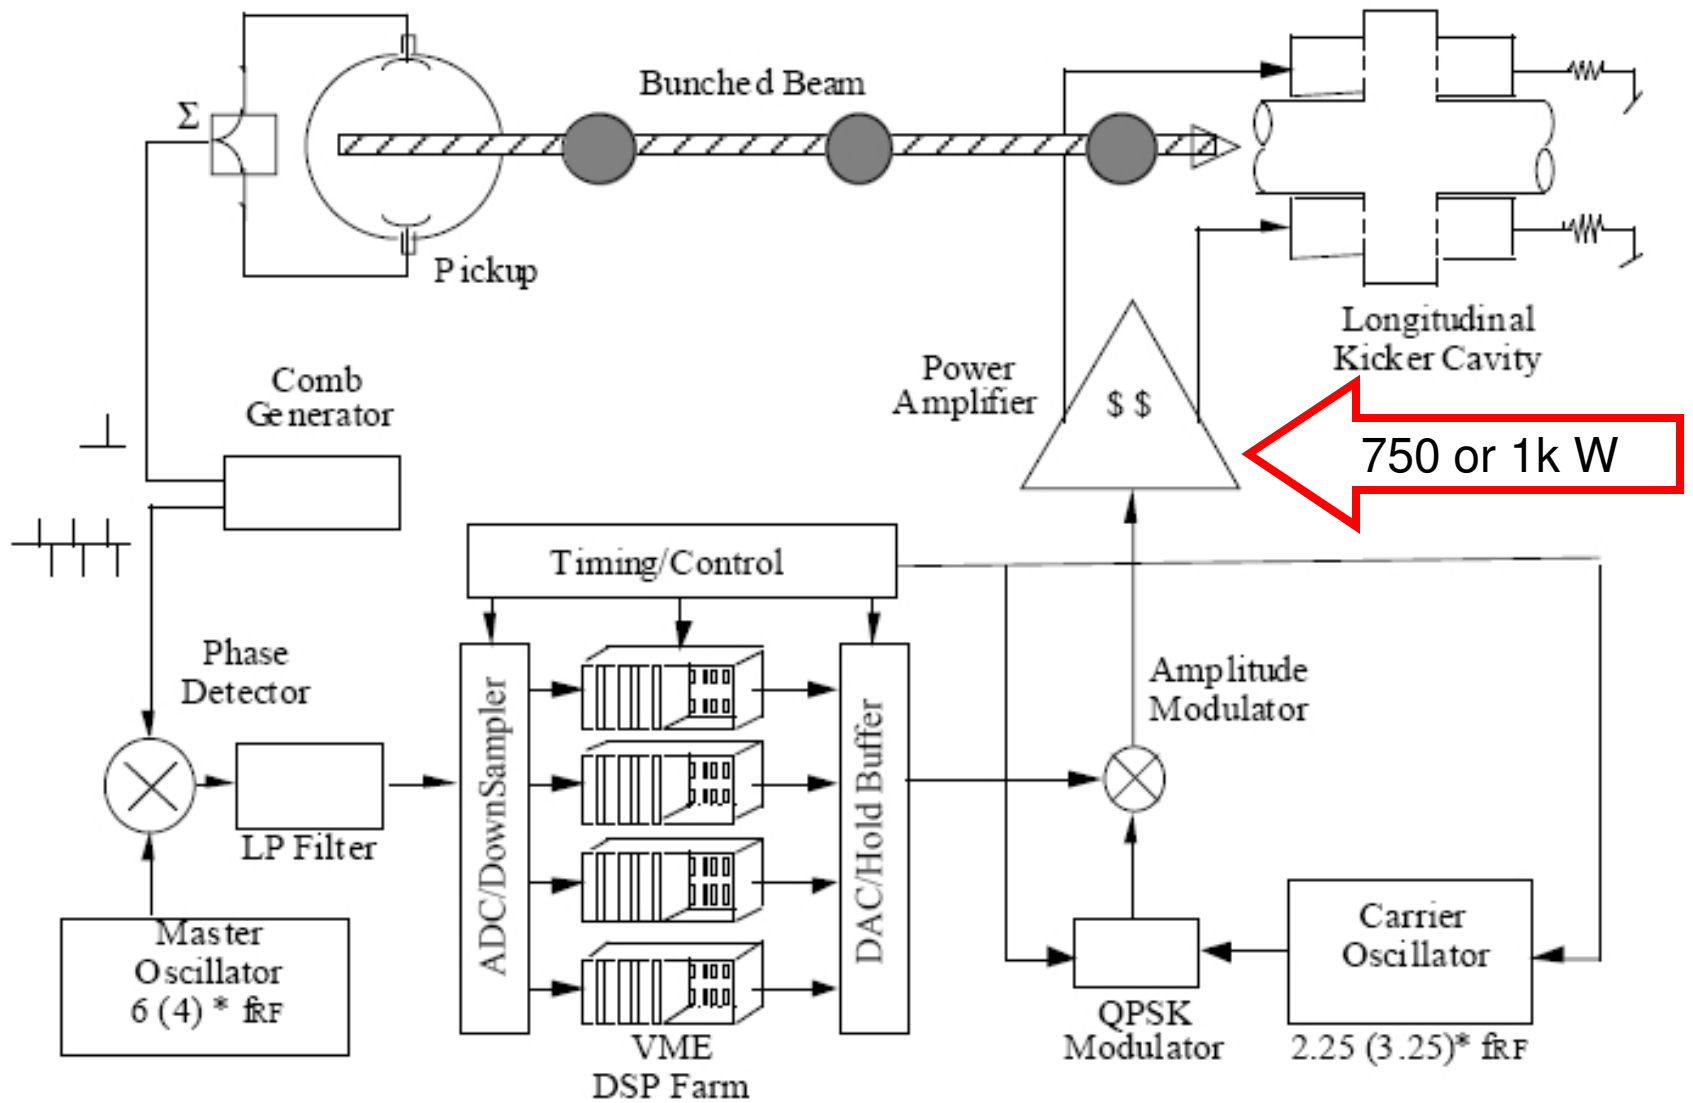 Bunched Beam
Σ
Pickup
Longitudinal
Kicker Cavity
Power
Amplifier
$ $
750 or 1k W
Comb
Generator
Timing/Control
Phase
Detector
Amplitude
Modulator
ADC/DownSampler
DAC/Hold Buffer
LP Filter
Master
Oscillator
6 (4) * fRF
Carrier
Oscillator
QPSK
Modulator
2.25 (3.25)* fRF
VME
DSP Farm